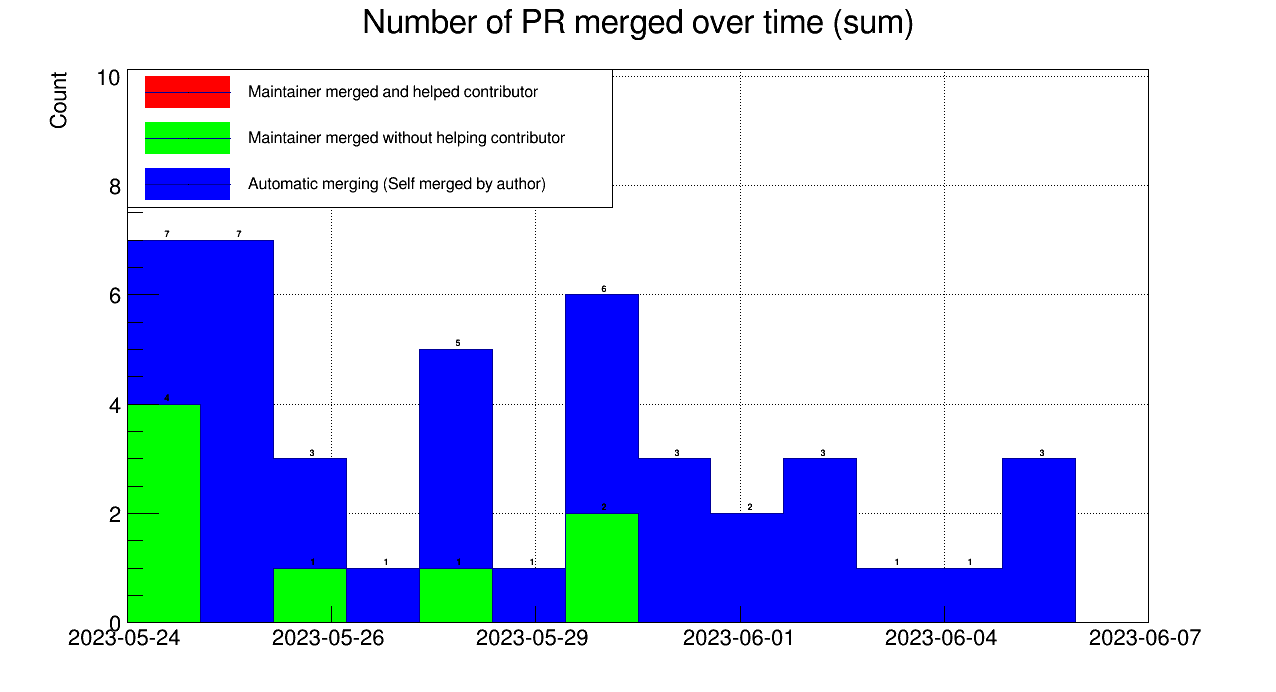 Number of PR merged over time (sum)
Count
10
8
6
4
2
0
Maintainer merged and helped contributor
Maintainer merged without helping contributor
Automatic merging (Self merged by author)
7 7
6
5
4
3 3 3 3
2 2
1 1 1 1 1 1
2023-05-24 2023-05-26 2023-05-29 2023-06-01 2023-06-04 2023-06-07